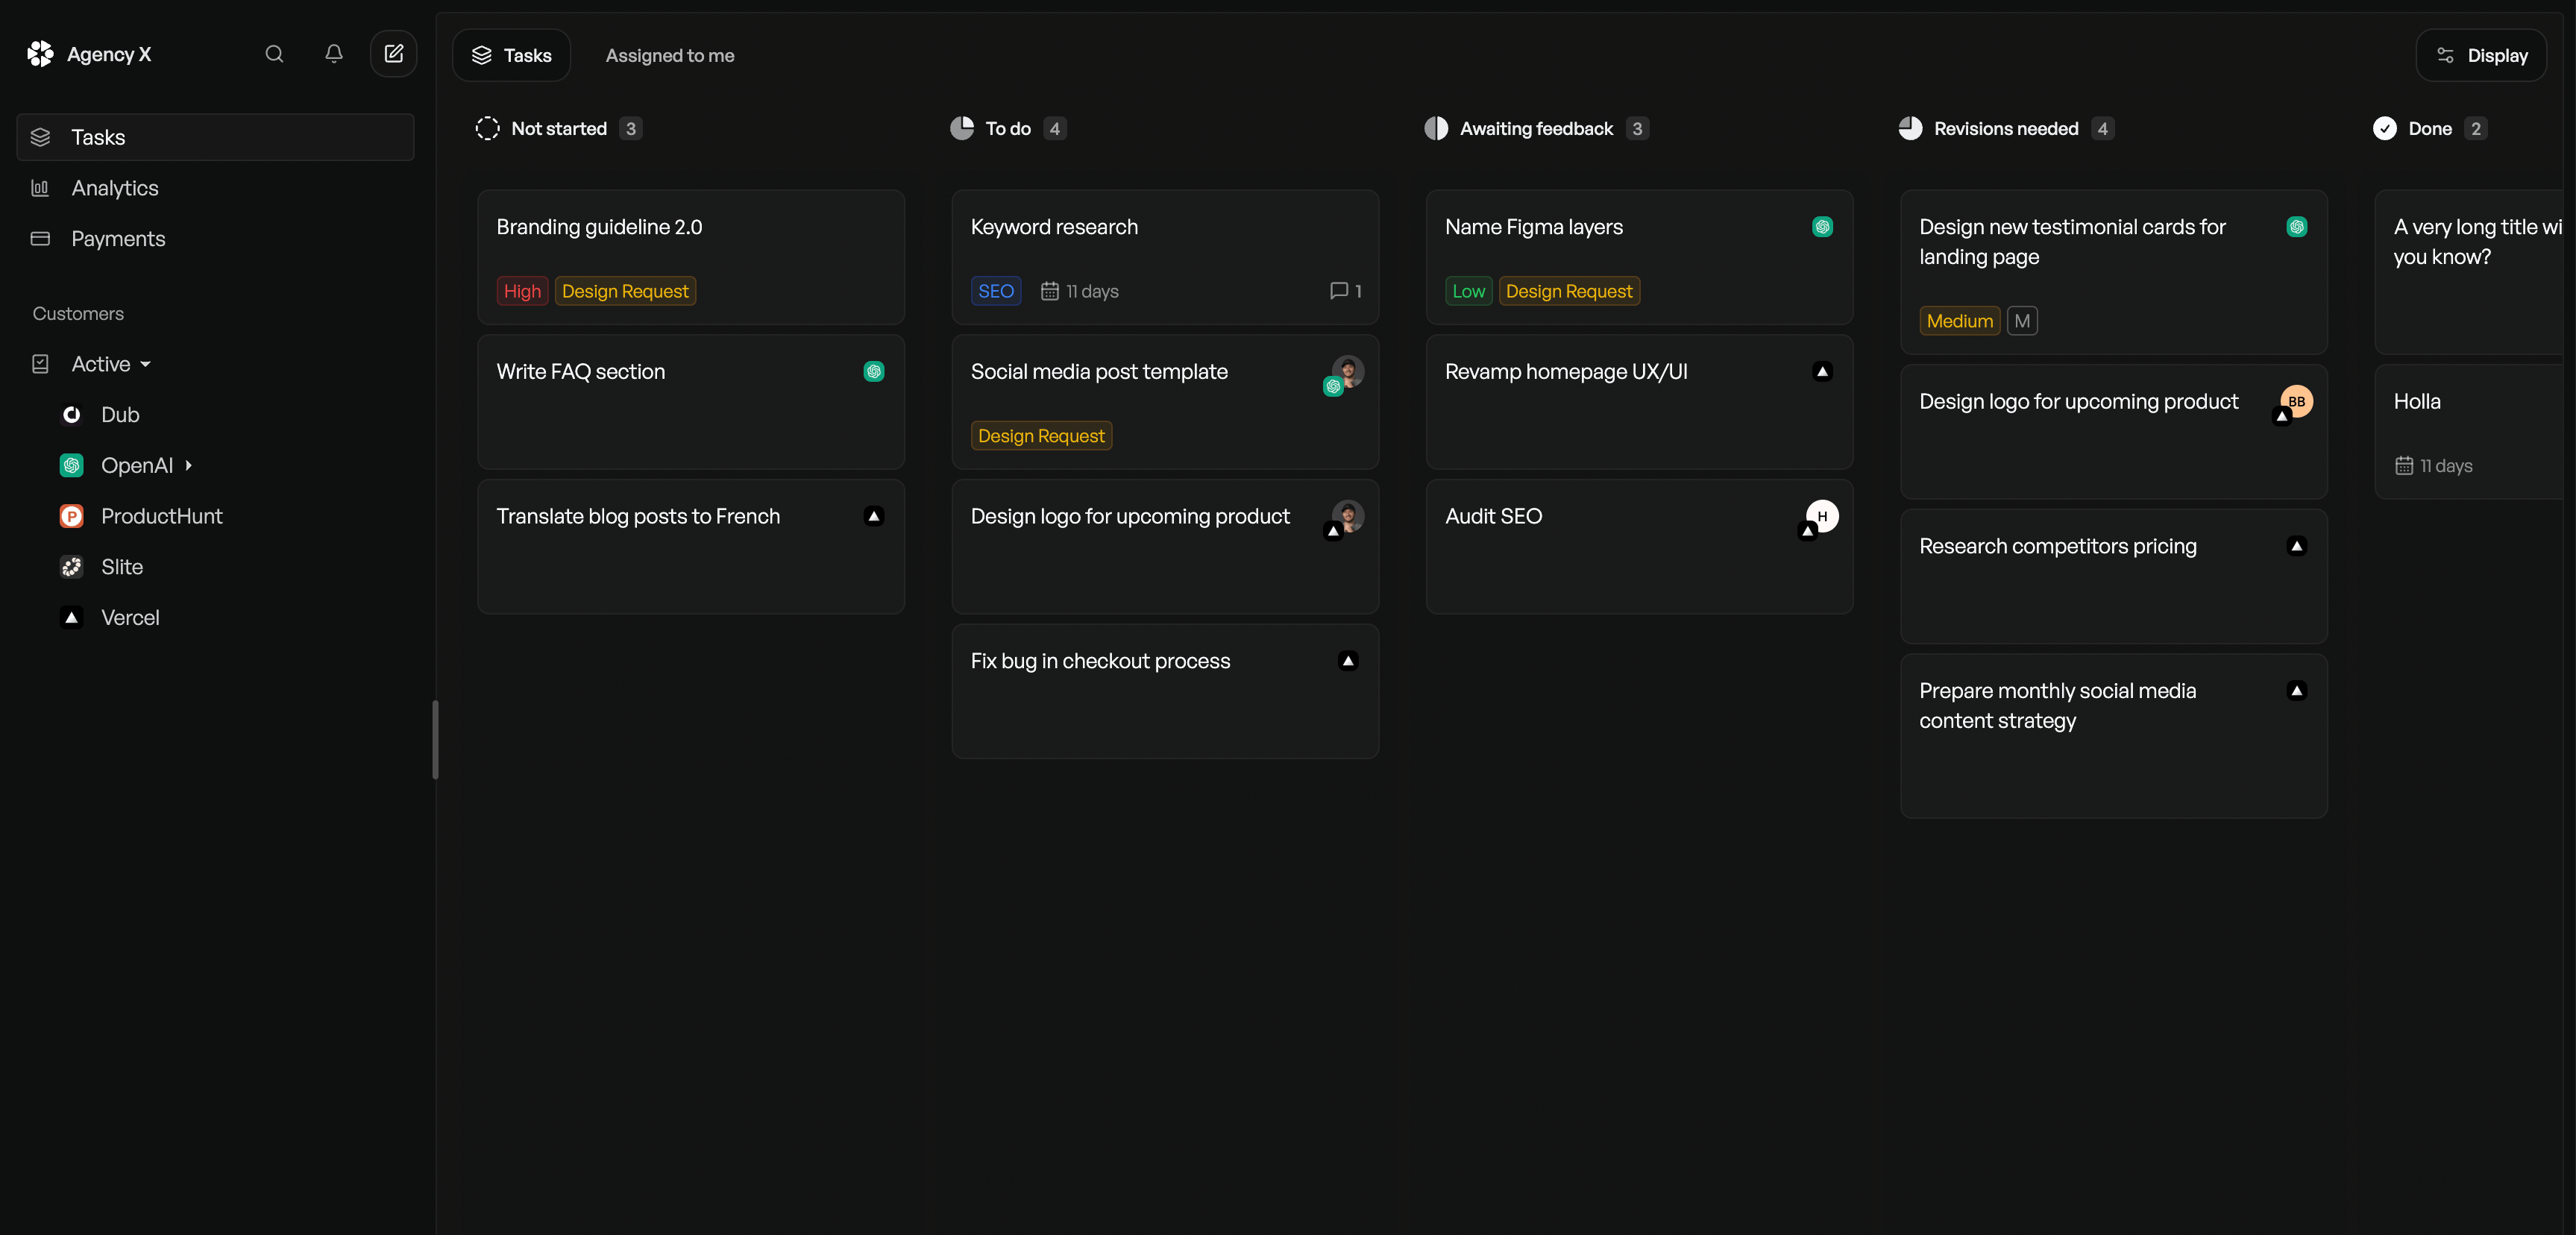 Agency X
Tasks
Analytics
Payments
Customers
Active
Dub
OpenAI
P
ProductHunt
Slite
Vercel
Tasks
Assigned to me
Display
Not started 3
Branding guideline 2.0
High Design Request
Write FAQ section
Translate blog posts to French
To do 4
Keyword research
SEO 11 days 1
Social media post template
Design Request
Design logo for upcoming product
Fix bug in checkout process
Awaiting feedback 3
Name Figma layers
Low Design Request
Revamp homepage UX/UI
Audit SEO
H
Revisions needed 4
Design new testimonial cards for
landing page
Medium M
Design logo for upcoming product
BB
Research competitors pricing
Prepare monthly social media
content strategy
Done 2
A very long title wi
you know?
Holla
11 days